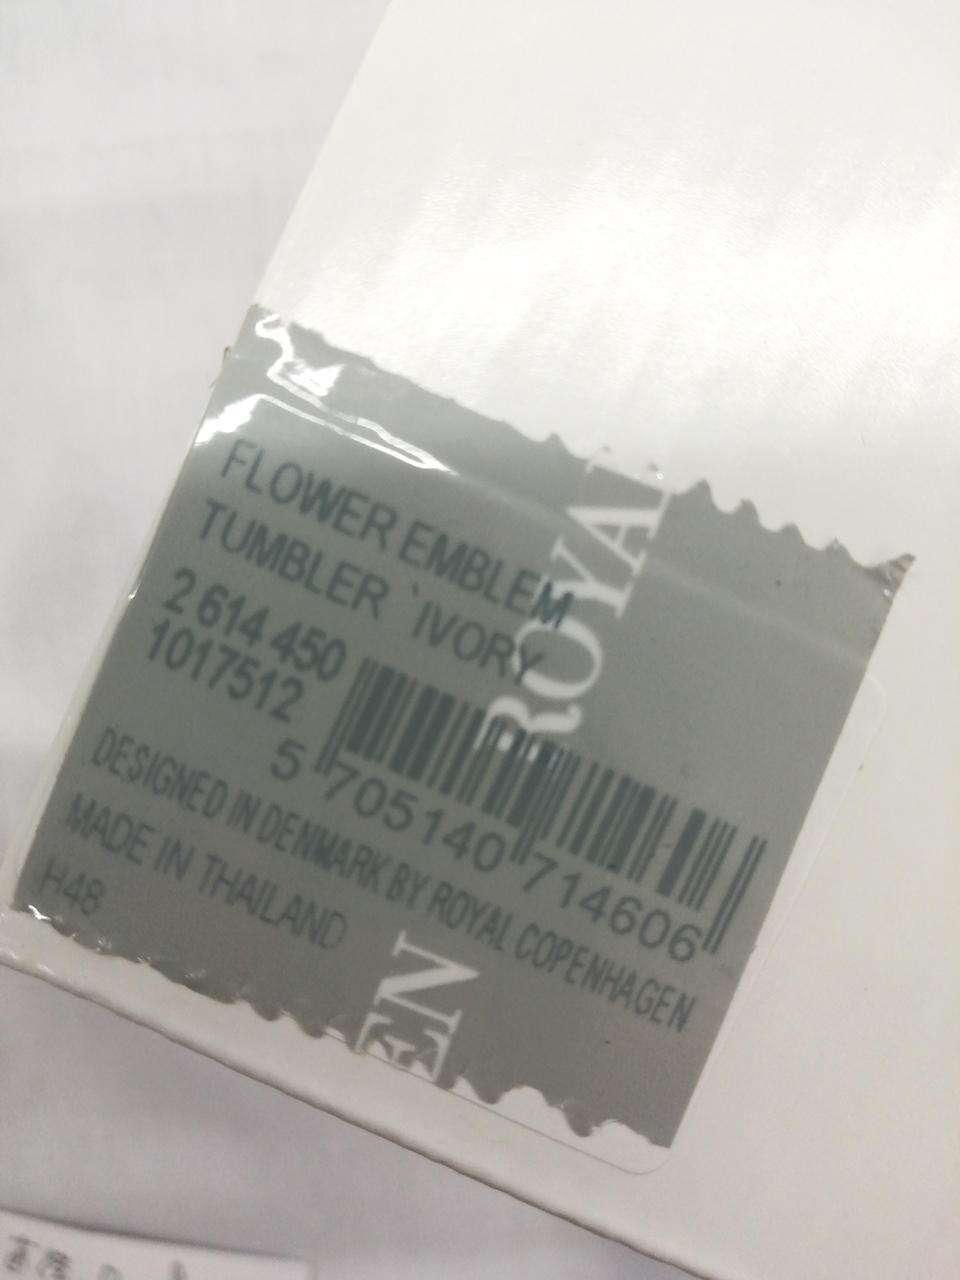 FLOWER EMBLEM
TUMBLER `IVORY
2 614 450
1017512
5 705140 714606
DESIGNED IN DENMARK BY ROYAL COPENHAGEN
MADE IN THAILAND
H48
ROYA
EN